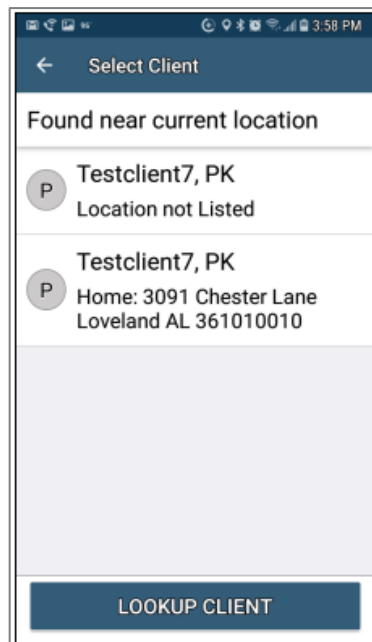 95° 3:58 PM
← Select Client
Found near current location
P
Testclient7, PK
Location not Listed
P
Testclient7, PK
Home: 3091 Chester Lane
Loveland AL 361010010
LOOKUP CLIENT